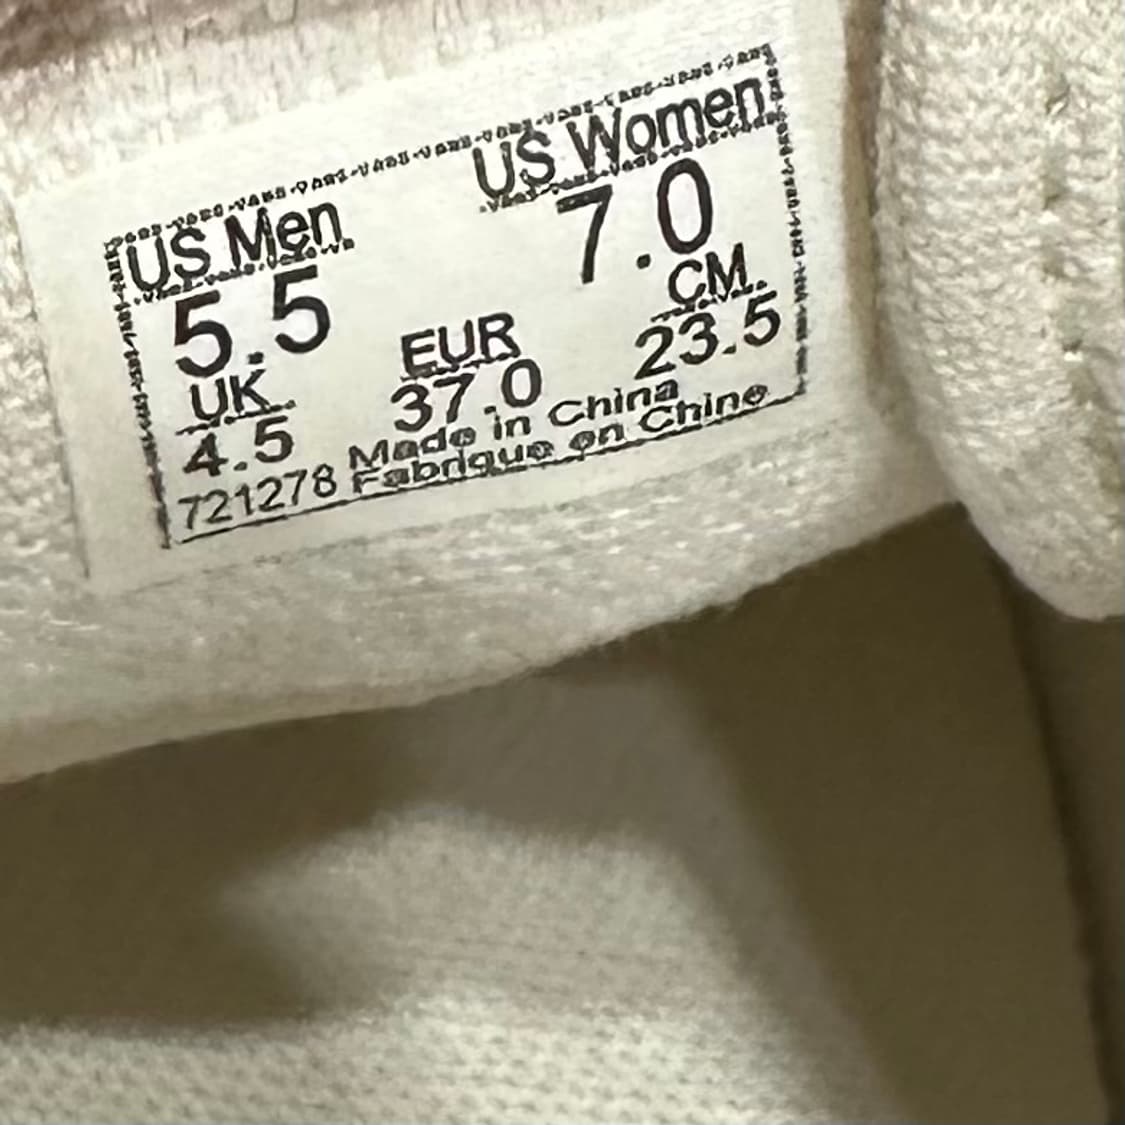 US Men US Women
5.5 7.0
UK EUR CM
4.5 37.0 23.5
Made in China
721278 Fabrique en Chine